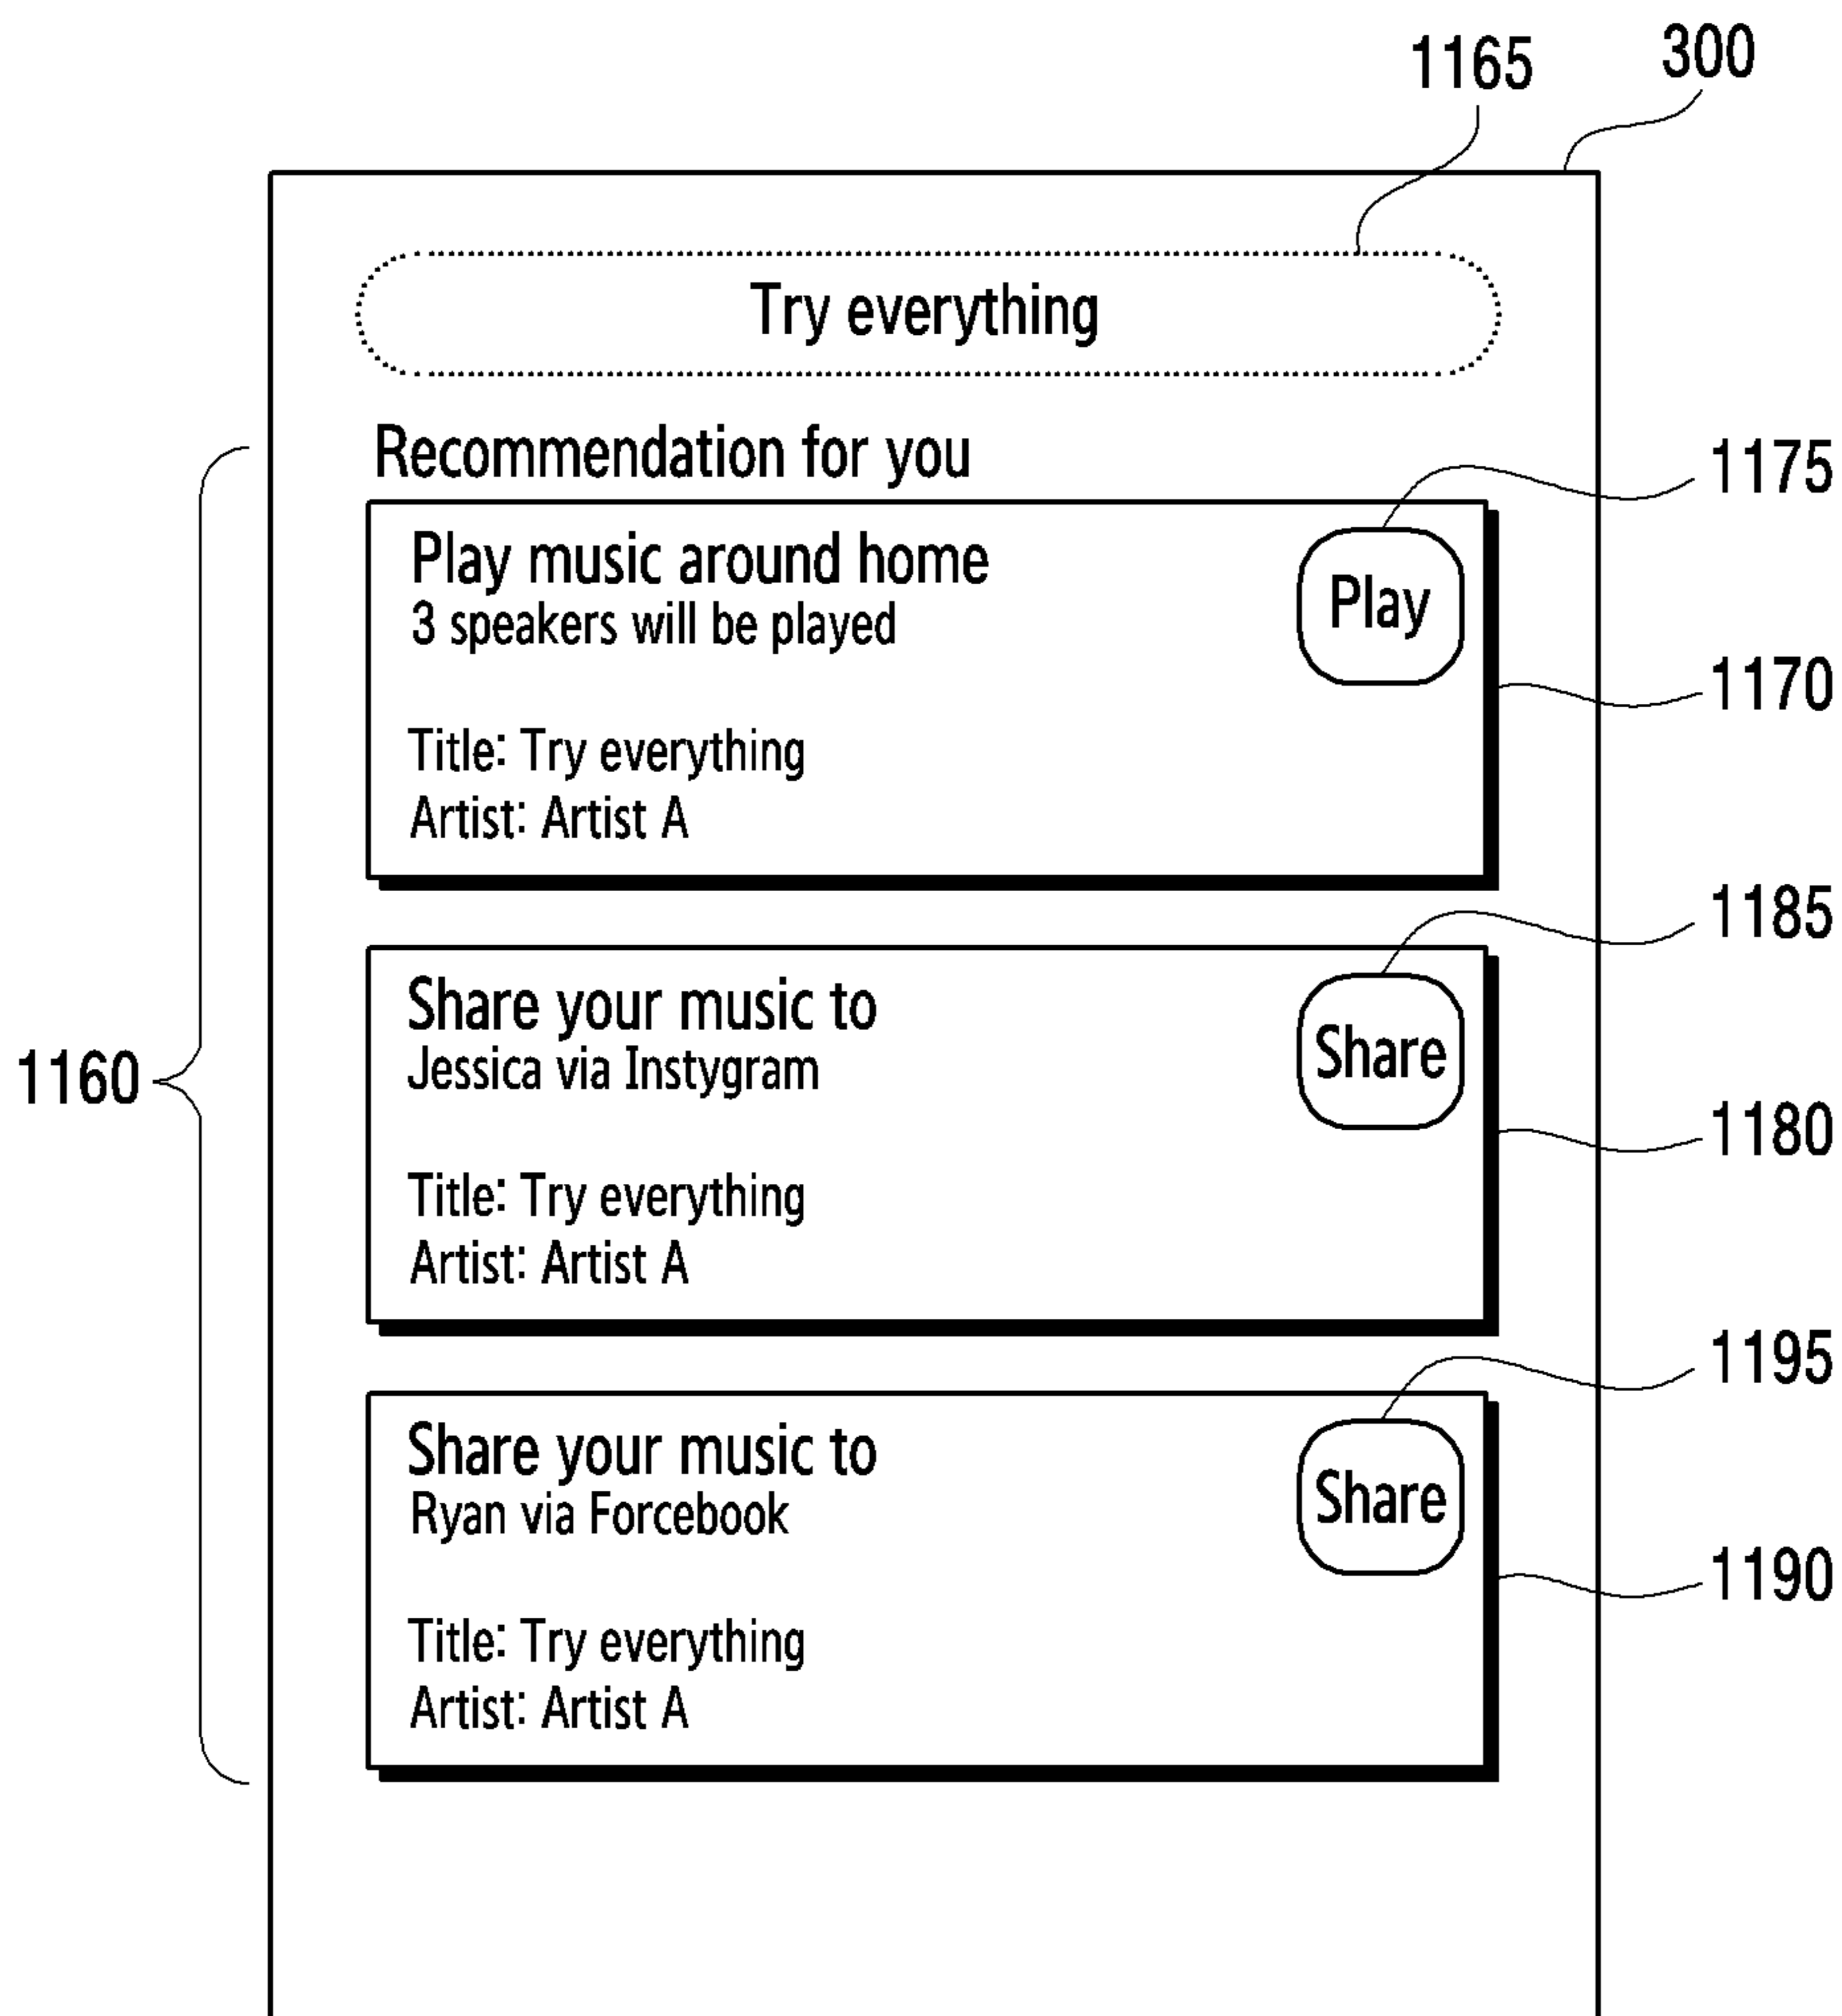 1165
300
Try everything
Recommendation for you
1175
Play music around home
Play
3 speakers will be played
1170
Title: Try everything
Artist: Artist A
1185
Share your music to
Share
Jessica via Instygram
1160
1180
Title: Try everything
Artist: Artist A
1195
Share your music to
Share
Ryan via Forcebook
1190
Title: Try everything
Artist: Artist A